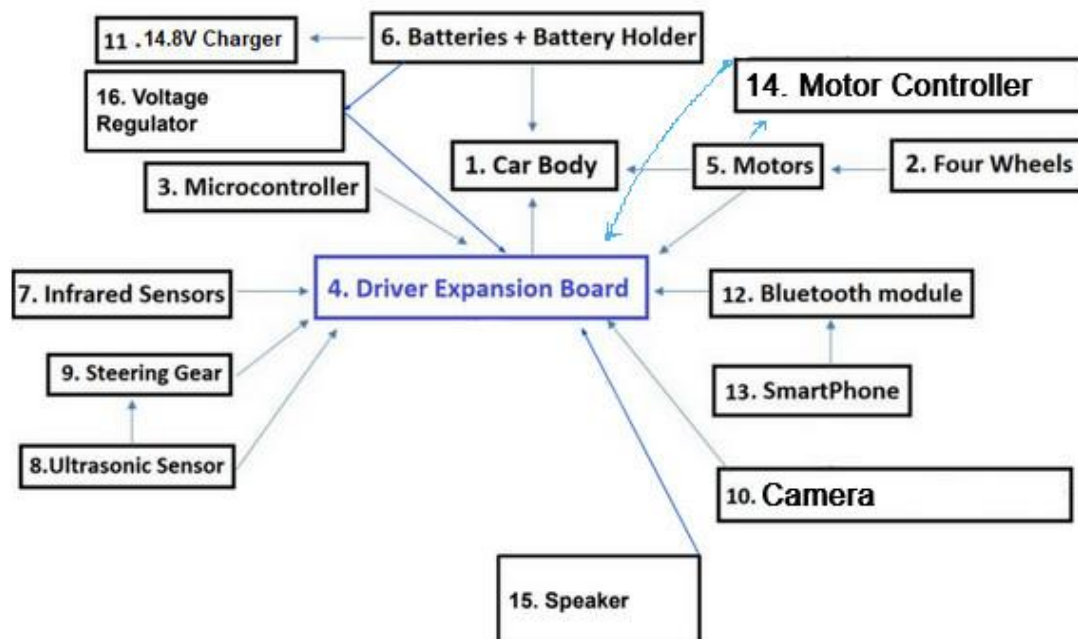 11 . 14.8V Charger
6. Batteries + Battery Holder
14. Motor Controller
16. Voltage
Regulator
1. Car Body
5. Motors
2. Four Wheels
3. Microcontroller
7. Infrared Sensors
4. Driver Expansion Board
12. Bluetooth module
9. Steering Gear
13. SmartPhone
8.Ultrasonic Sensor
10. Camera
15. Speaker